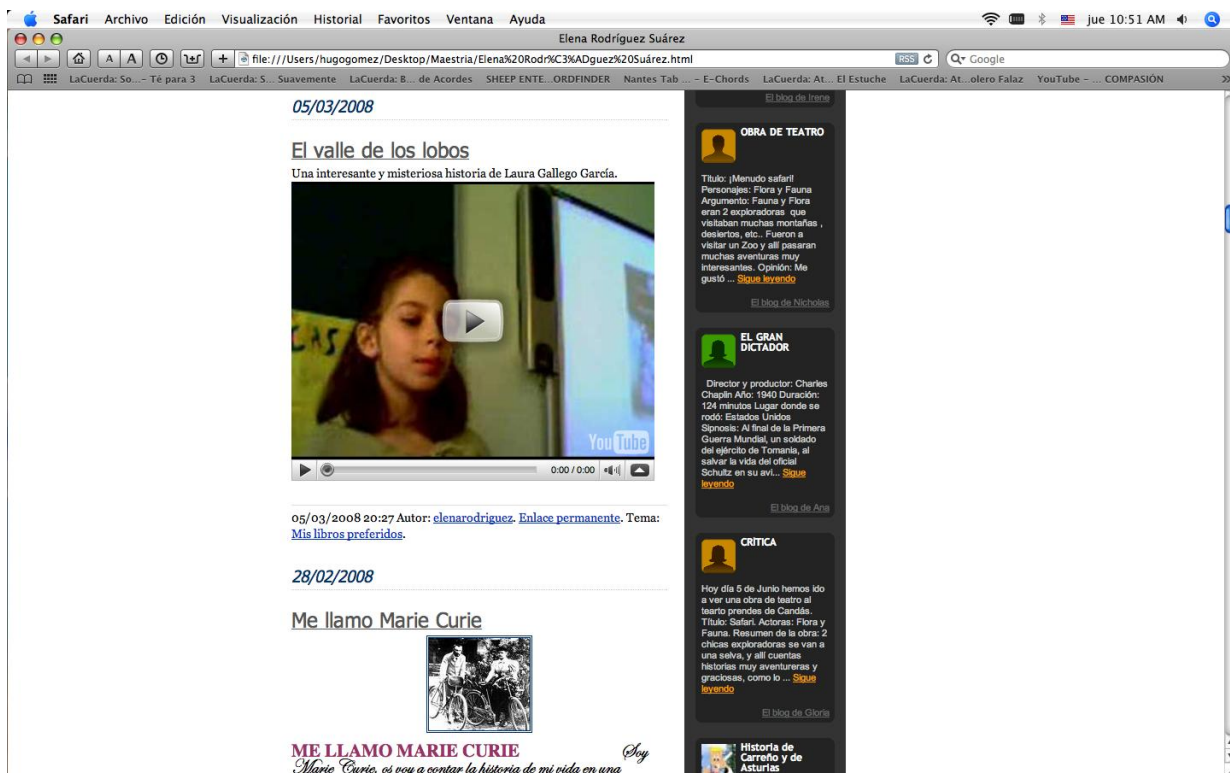 Safari Archivo Edición Visualización Historial Favoritos Ventana Ayuda
jue 10:51 AM
Elena Rodríguez Suárez
A A
file:///Users/hugogomez/Desktop/Maestria/Elena%20Rodr%C3%ADguez%20Suárez.html
RSS
Google
LaCuerda: So...- Té para 3 LaCuerda: S... Suavemente LaCuerda: B... de Acordes SHEEP ENTE...ORDFINDER Nantes Tab ... – E-Chords LaCuerda: At... El Estuche LaCuerda: At...olero Falaz YouTube – ... COMPASIÓN
05/03/2008
El valle de los lobos
Una interesante y misteriosa historia de Laura Gallego García.
YouTube
0:00 / 0:00
05/03/2008 20:27 Autor: elenarodriguez. Enlace permanente. Tema:
Mis libros preferidos.
28/02/2008
Me llamo Marie Curie
ME LLAMO MARIE CURIE Soy
Marie Curie, os voy a contar la historia de mi vida en una
El blog de Irene
OBRA DE TEATRO
Título: ¡Menudo safari!
Personajes: Flora y Fauna
Argumento: Fauna y Flora
eran 2 exploradoras que
visitaban muchas montañas ,
desiertos, etc.. Fueron a
visitar un Zoo y allí pasaran
muchas aventuras muy
interesantes. Opinión: Me
gustó ... Sigue leyendo
El blog de Nicholas
EL GRAN
DICTADOR
Director y productor: Charles
Chaplin Año: 1940 Duración:
124 minutos Lugar donde se
rodó: Estados Unidos
Sipnosis: Al final de la Primera
Guerra Mundial, un soldado
del ejército de Tomania, al
salvar la vida del oficial
Schultz en su avi... Sigue
leyendo
El blog de Ana
CRÍTICA
Hoy día 5 de Junio hemos ido
a ver una obra de teatro al
tearto prendes de Candás.
Título: Safari. Actoras: Flora y
Fauna. Resumen de la obra: 2
chicas exploradoras se van a
una selva, y allí cuentas
historias muy aventureras y
graciosas, como lo ... Sigue
leyendo
El blog de Gloria
Historia de
Carreño y de
Asturias